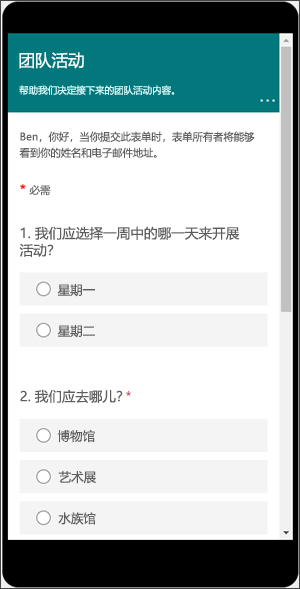 团队活动
帮助我们决定接下来的团队活动内容。
...
Ben，你好，当你提交此表单时，表单所有者将能够
看到你的姓名和电子邮件地址。
* 必需
1. 我们应选择一周中的哪一天来开展
活动?
星期一
星期二
2. 我们应去哪儿? *
博物馆
艺术展
水族馆